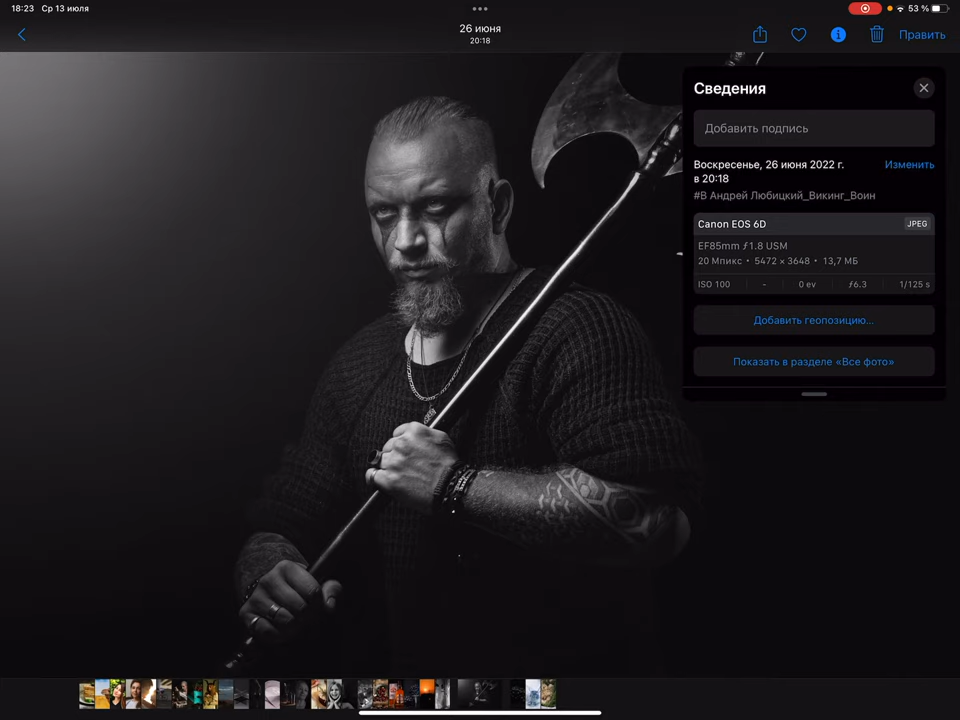 18:23 Ср 13 июля
53 %
26 июня
20:18
Править
Сведения
Добавить подпись
Воскресенье, 26 июня 2022 г.
в 20:18
Изменить
#В Андрей Любицкий_Викинг_Воин
Canon EOS 6D
JPEG
EF85mm ƒ1.8 USM
20 Мпикс • 5472 × 3648 • 13,7 МБ
ISO 100 - 0 ev ƒ6.3 1/125 s
Добавить геопозицию...
Показать в разделе «Все фото»